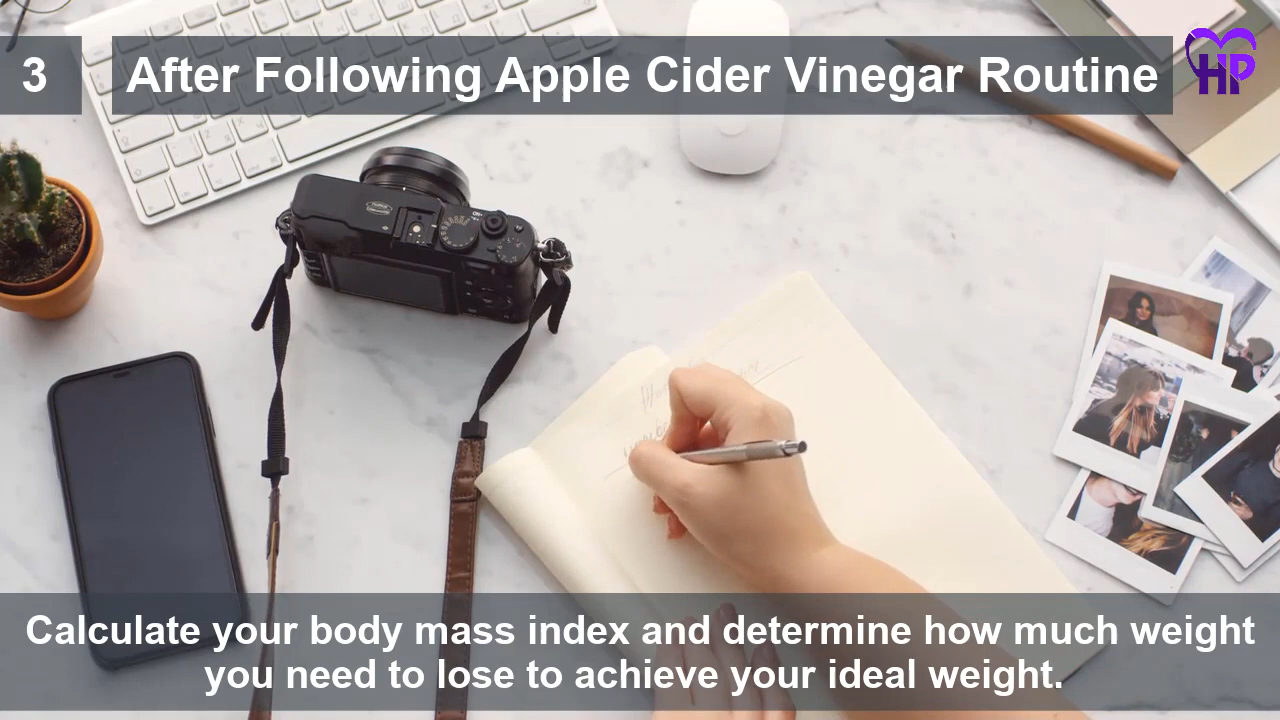 3
After Following Apple Cider Vinegar Routine
HP
Calculate your body mass index and determine how much weight
you need to lose to achieve your ideal weight.